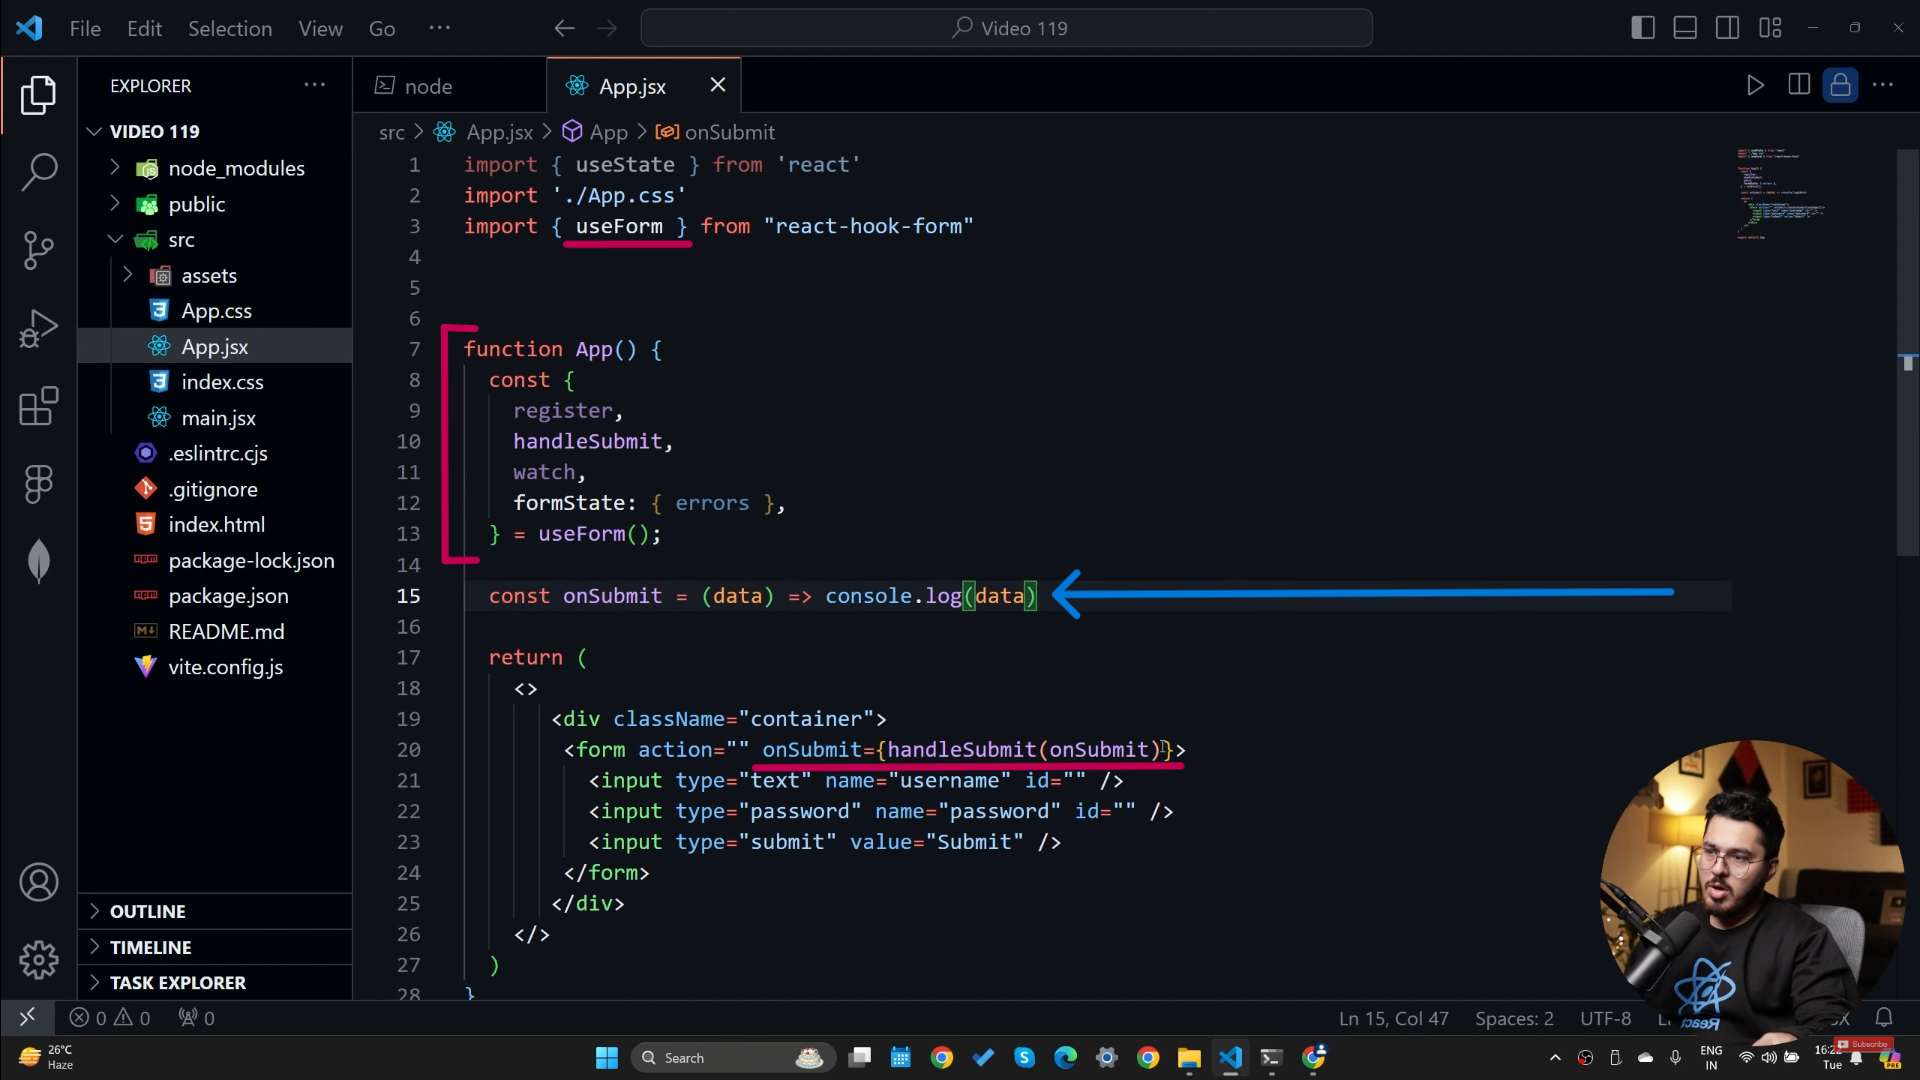 File Edit Selection View Go ···
Video 119
EXPLORER ···
VIDEO 119
node_modules
public
src
assets
App.css
App.jsx
index.css
main.jsx
.eslintrc.cjs
.gitignore
index.html
package-lock.json
package.json
README.md
vite.config.js
OUTLINE
TIMELINE
TASK EXPLORER
node App.jsx
src > App.jsx > App > onSubmit
1 import { useState } from 'react'
2 import './App.css'
3 import { useForm } from "react-hook-form"
4
5
6
7 function App() {
8 const {
9 register,
10 handleSubmit,
11 watch,
12 formState: { errors },
13 } = useForm();
14
15 const onSubmit = (data) => console.log(data)
16
17 return (
18 <>
19 <div className="container">
20 <form action="" onSubmit={handleSubmit(onSubmit)}>
21 <input type="text" name="username" id="" />
22 <input type="password" name="password" id="" />
23 <input type="submit" value="Submit" />
24 </form>
25 </div>
26 </>
27 )
28 }
0 0 0
Ln 15, Col 47 Spaces: 2 UTF-8
React
Subscribe
26°C
Haze
Search
ENG
IN
16:22
Tue